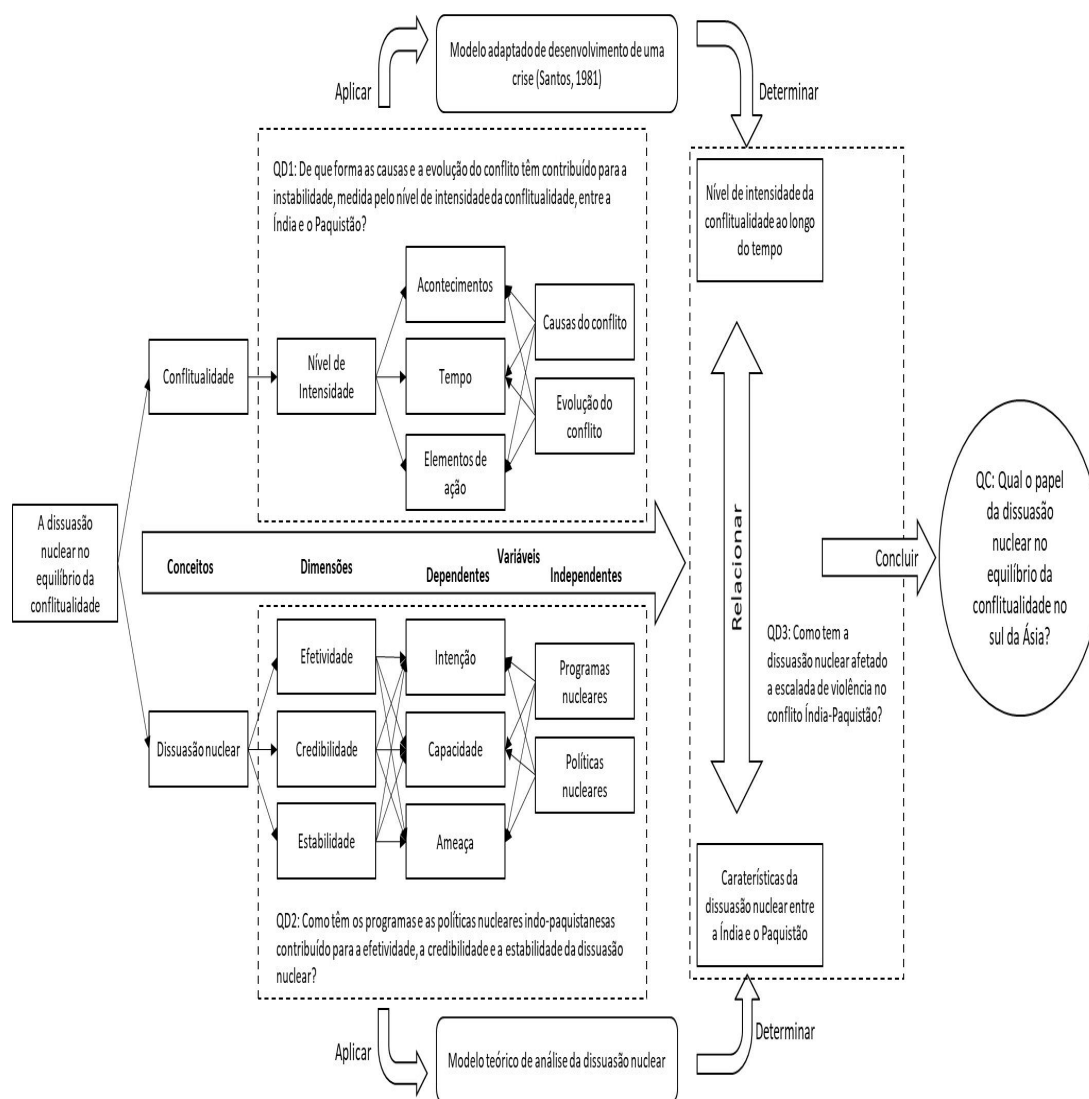 Aplicar
Modelo adaptado de desenvolvimento de uma
crise (Santos, 1981)
Determinar
QD1: De que forma as causas e a evolução do conflito têm contribuído para a
instabilidade, medida pelo nível de intensidade da conflitualidade, entre a
Índia e o Paquistão?
Nível de intensidade da
conflitualidade ao longo
do tempo
Conflitualidade
Nível de
Intensidade
Acontecimentos
Tempo
Elementos de
ação
Causas do conflito
Evolução do
conflito
A dissuasão
nuclear no
equilíbrio da
conflitualidade
Conceitos
Dimensões
Variáveis
Dependentes
Independentes
Relacionar
Concluir
QC: Qual o papel
da dissuasão
nuclear no
equilíbrio da
conflitualidade no
sul da Ásia?
QD3: Como tem a
dissuasão nuclear afetado
a escalada de violência no
conflito Índia-Paquistão?
Dissuasão nuclear
Efetividade
Credibilidade
Estabilidade
Intenção
Capacidade
Ameaça
Programas
nucleares
Políticas
nucleares
Caraterísticas da
dissuasão nuclear entre
a Índia e o Paquistão
QD2: Como têm os programas e as políticas nucleares indo-paquistanesas
contribuído para a efetividade, a credibilidade e a estabilidade da dissuasão
nuclear?
Aplicar
Modelo teórico de análise da dissuasão nuclear
Determinar